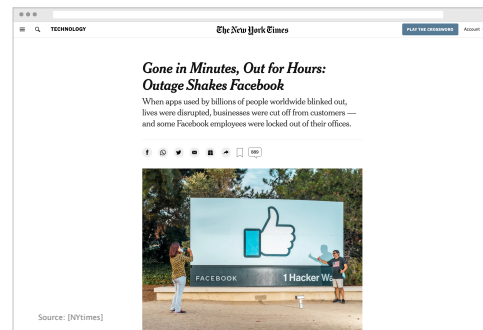 TECHNOLOGY
The New York Times
PLAY THE CROSSWORD
Account
Gone in Minutes, Out for Hours:
Outage Shakes Facebook
When apps used by billions of people worldwide blinked out,
lives were disrupted, businesses were cut off from customers —
and some Facebook employees were locked out of their offices.
889
FACEBOOK
1 Hacker Wa
Source: [NYtimes]